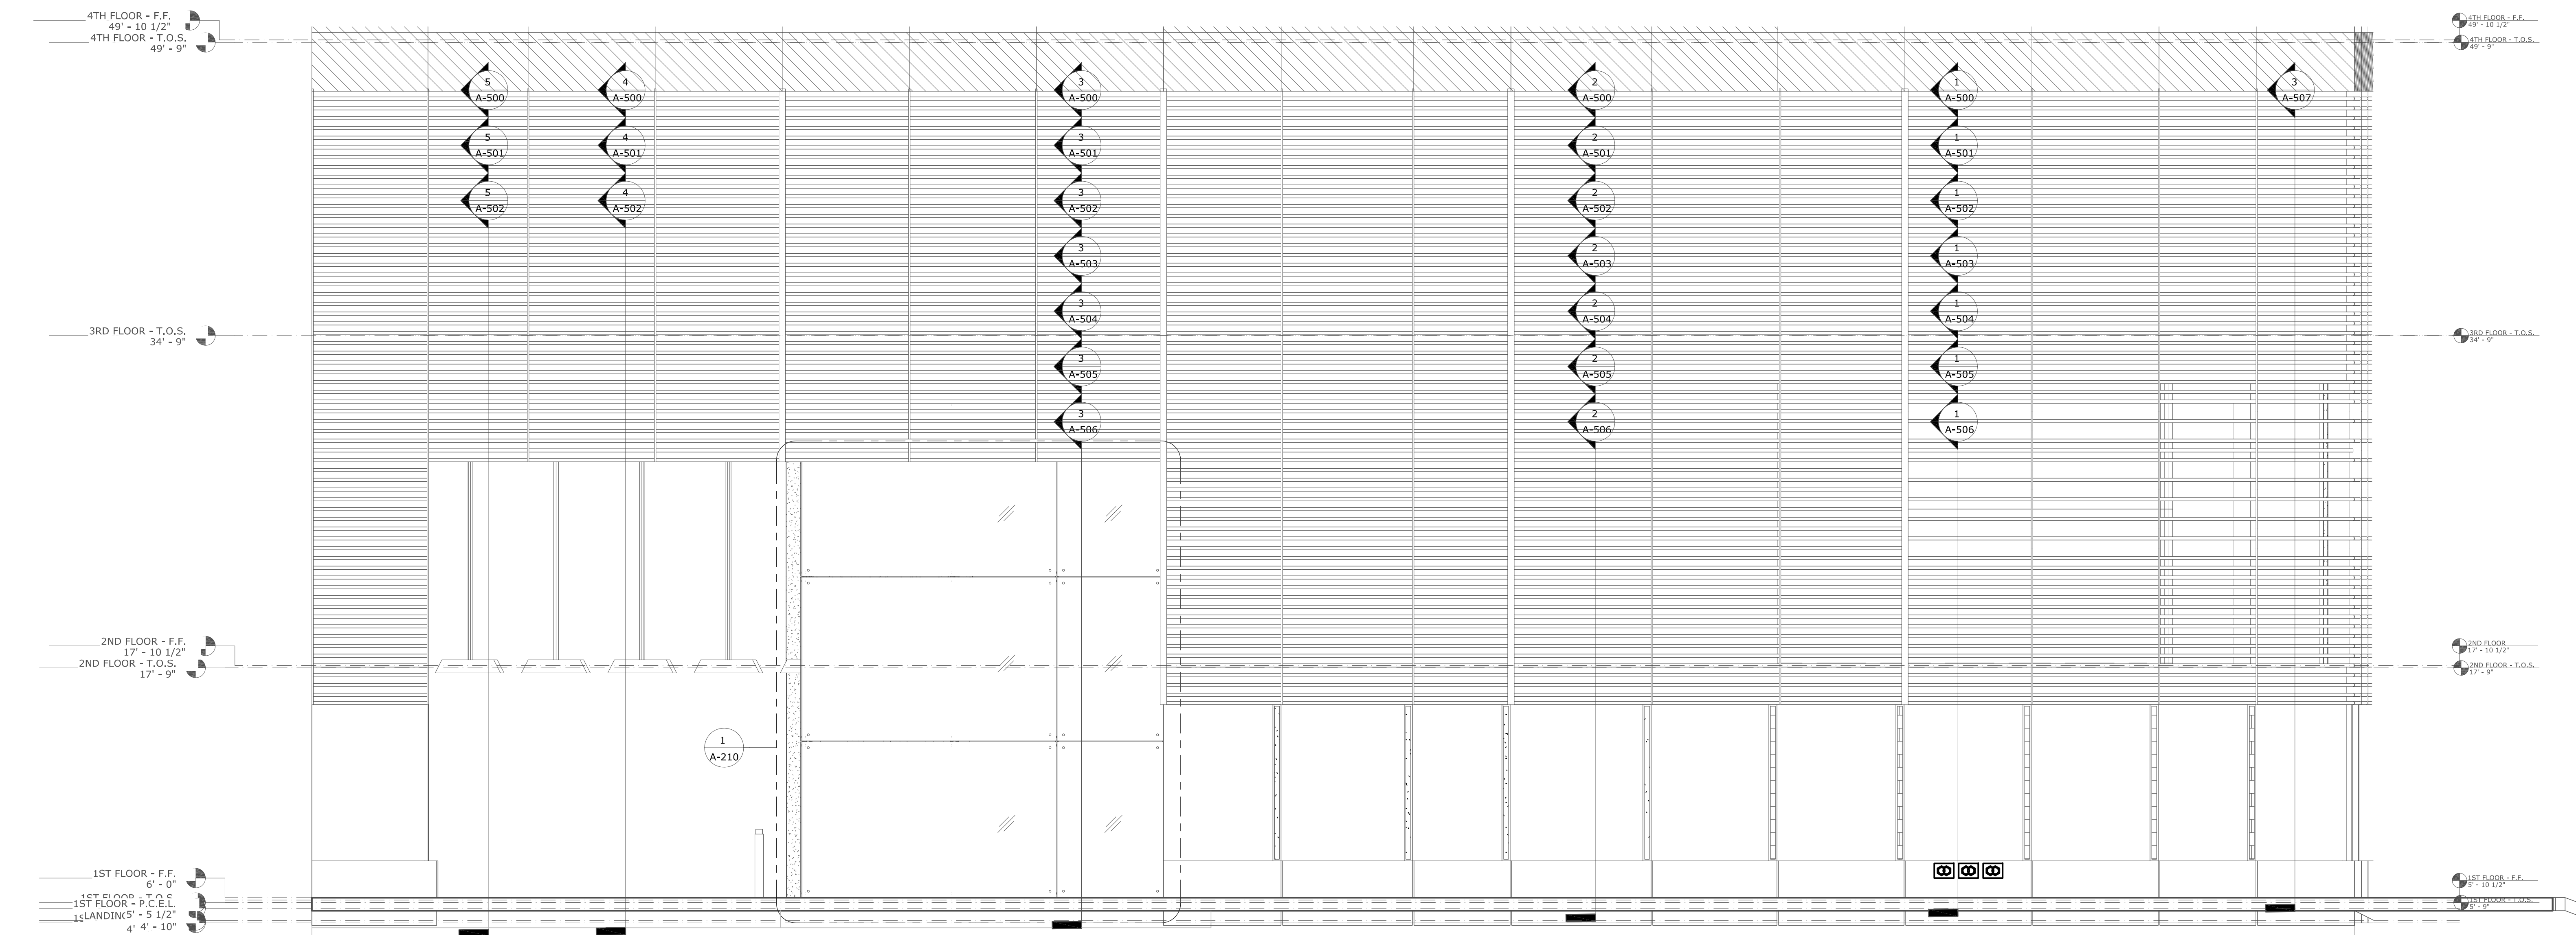 4TH FLOOR - F.F.
49' - 10 1/2"
4TH FLOOR - T.O.S.
49' - 9"
4TH FLOOR - F.F.
49' - 10 1/2"
4TH FLOOR - T.O.S.
49' - 9"
5
A-500
4
A-500
3
A-500
2
A-500
1
A-500
3
A-507
5
A-501
4
A-501
3
A-501
2
A-501
1
A-501
5
A-502
4
A-502
3
A-502
2
A-502
1
A-502
3
A-503
2
A-503
1
A-503
3
A-504
2
A-504
1
A-504
3RD FLOOR - T.O.S.
34' - 9"
3RD FLOOR - T.O.S.
34' - 9"
3
A-505
2
A-505
1
A-505
3
A-506
2
A-506
1
A-506
2ND FLOOR - F.F.
17' - 10 1/2"
2ND FLOOR - T.O.S.
17' - 9"
2ND FLOOR
17' - 10 1/2"
2ND FLOOR - T.O.S.
17' - 9"
1
A-210
1ST FLOOR - F.F.
6' - 0"
1ST FLOOR - T.O.S.
1ST FLOOR - P.C.E.L.
5' - 5 1/2"
LANDING
4' - 10"
1ST FLOOR - F.F.
5' - 10 1/2"
1ST FLOOR - T.O.S.
5' - 9"